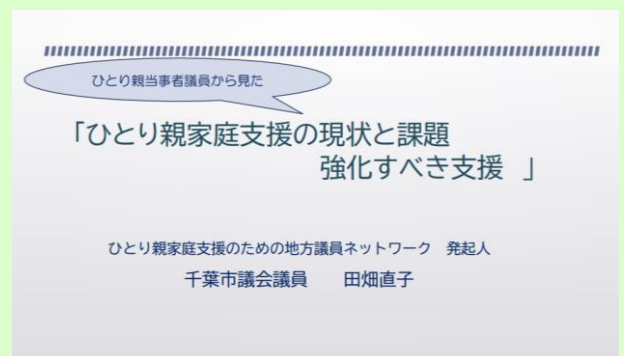 ひとり親当事者議員から見た
「ひとり親家庭支援の現状と課題
強化すべき支援 」
ひとり親家庭支援のための地方議員ネットワーク 発起人
千葉市議会議員 田畑直子